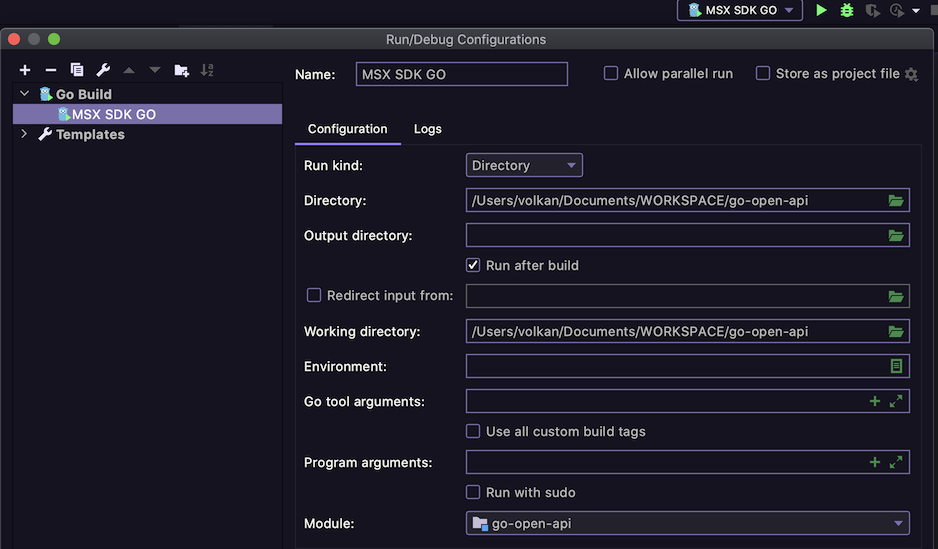 MSX SDK GO
Run/Debug Configurations
Name:
MSX SDK GO
Allow parallel run
Store as project file
Go Build
MSX SDK GO
Templates
Configuration
Logs
Run kind:
Directory
Directory:
/Users/volkan/Documents/WORKSPACE/go-open-api
Output directory:
Run after build
Redirect input from:
Working directory:
/Users/volkan/Documents/WORKSPACE/go-open-api
Environment:
Go tool arguments:
Use all custom build tags
Program arguments:
Run with sudo
Module:
go-open-api